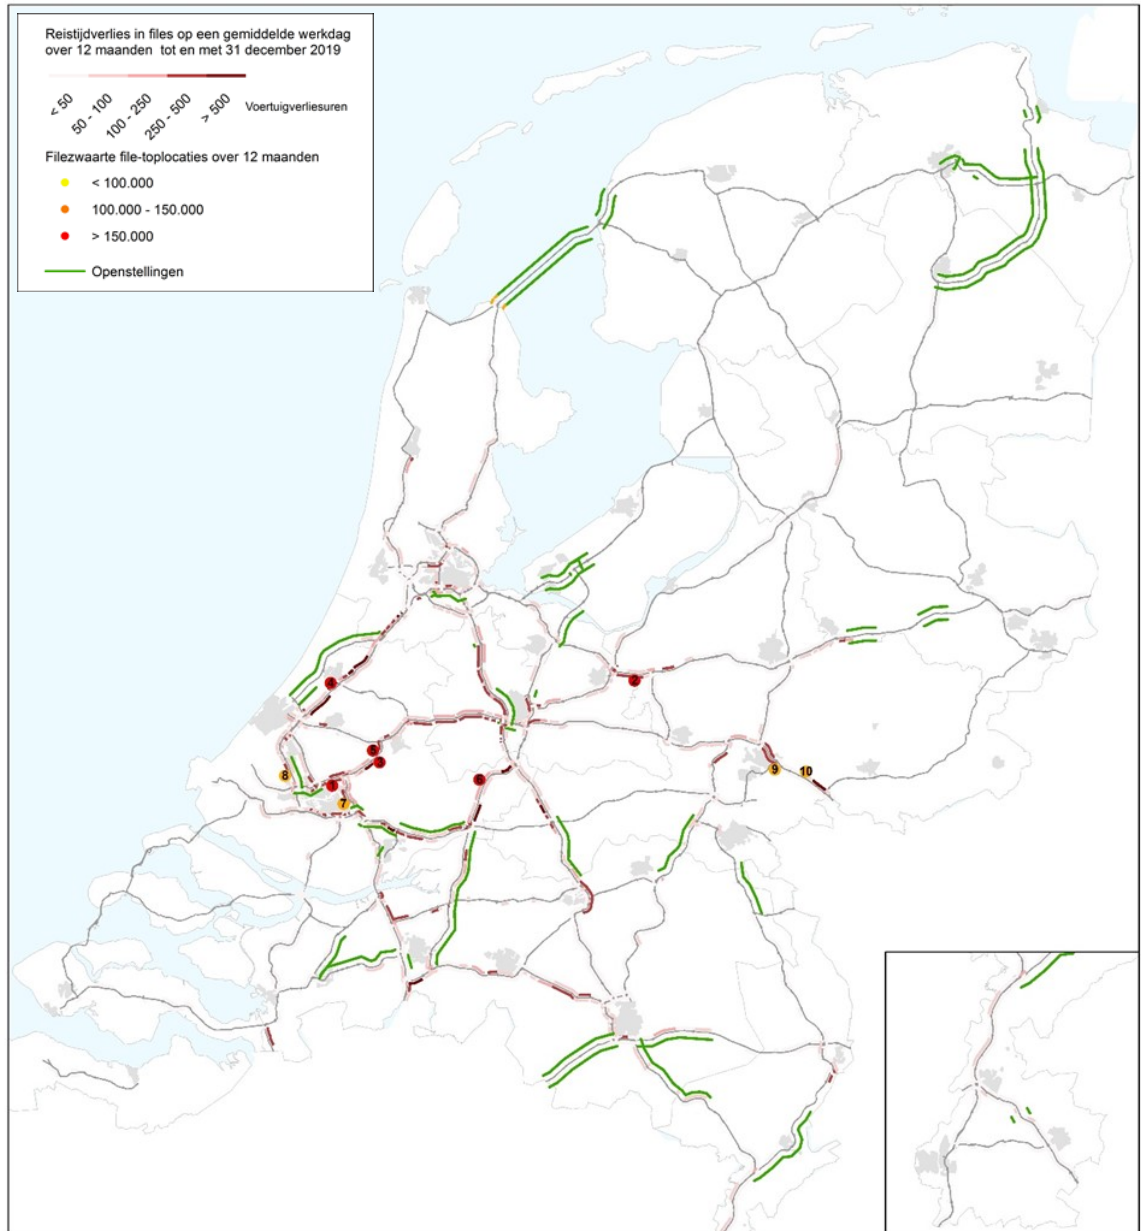 Reistijdverlies in files op een gemiddelde werkdag
over 12 maanden tot en met 31 december 2019
< 50
50 - 100
100 - 250
250 - 500
> 500
Voertuigverliesuren
Filezwaarte file-toplocaties over 12 maanden
< 100.000
100.000 - 150.000
> 150.000
Openstellingen
4
2
5
3
8
1
7
6
9
10